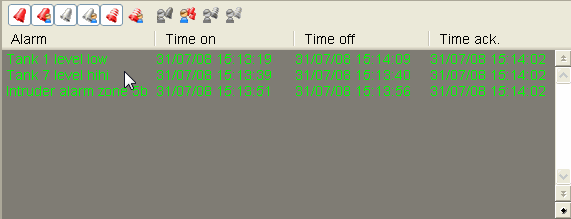 Alarm Time on Time off Time ack.
Tank 1 level low 31/07/08 15:13:19 31/07/08 15:14:09 31/07/08 15:14:02
Tank 7 level hihi 31/07/08 15:13:39 31/07/08 15:13:40 31/07/08 15:14:02
Intruder alarm zone 31/07/08 15:13:51 31/07/08 15:13:56 31/07/08 15:14:02